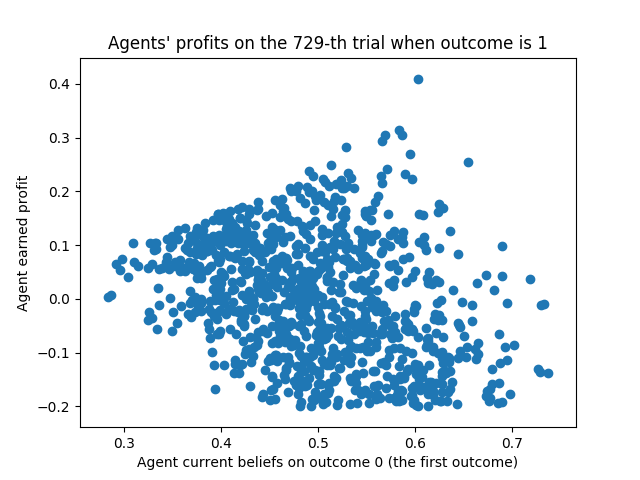 Agents' profits on the 729-th trial when outcome is 1
0.4
0.3
0.2
0.1
0.0
−0.1
−0.2
Agent earned profit
0.3 0.4 0.5 0.6 0.7
Agent current beliefs on outcome 0 (the first outcome)